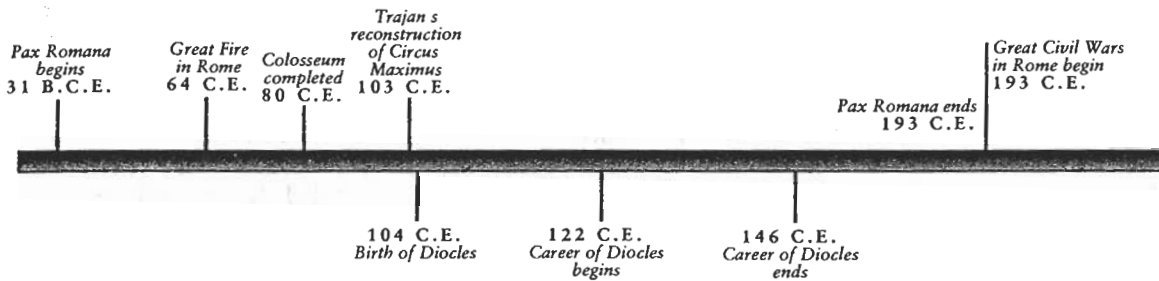 Pax Romana
begins
31 B.C.E.
Great Fire
in Rome
64 C.E.
Colosseum
completed
80 C.E.
Trajan s
reconstruction
of Circus
Maximus
103 C.E.
Pax Romana ends
193 C.E.
Great Civil Wars
in Rome begin
193 C.E.
104 C.E.
Birth of Diocles
122 C.E.
Career of Diocles
begins
146 C.E.
Career of Diocles
ends